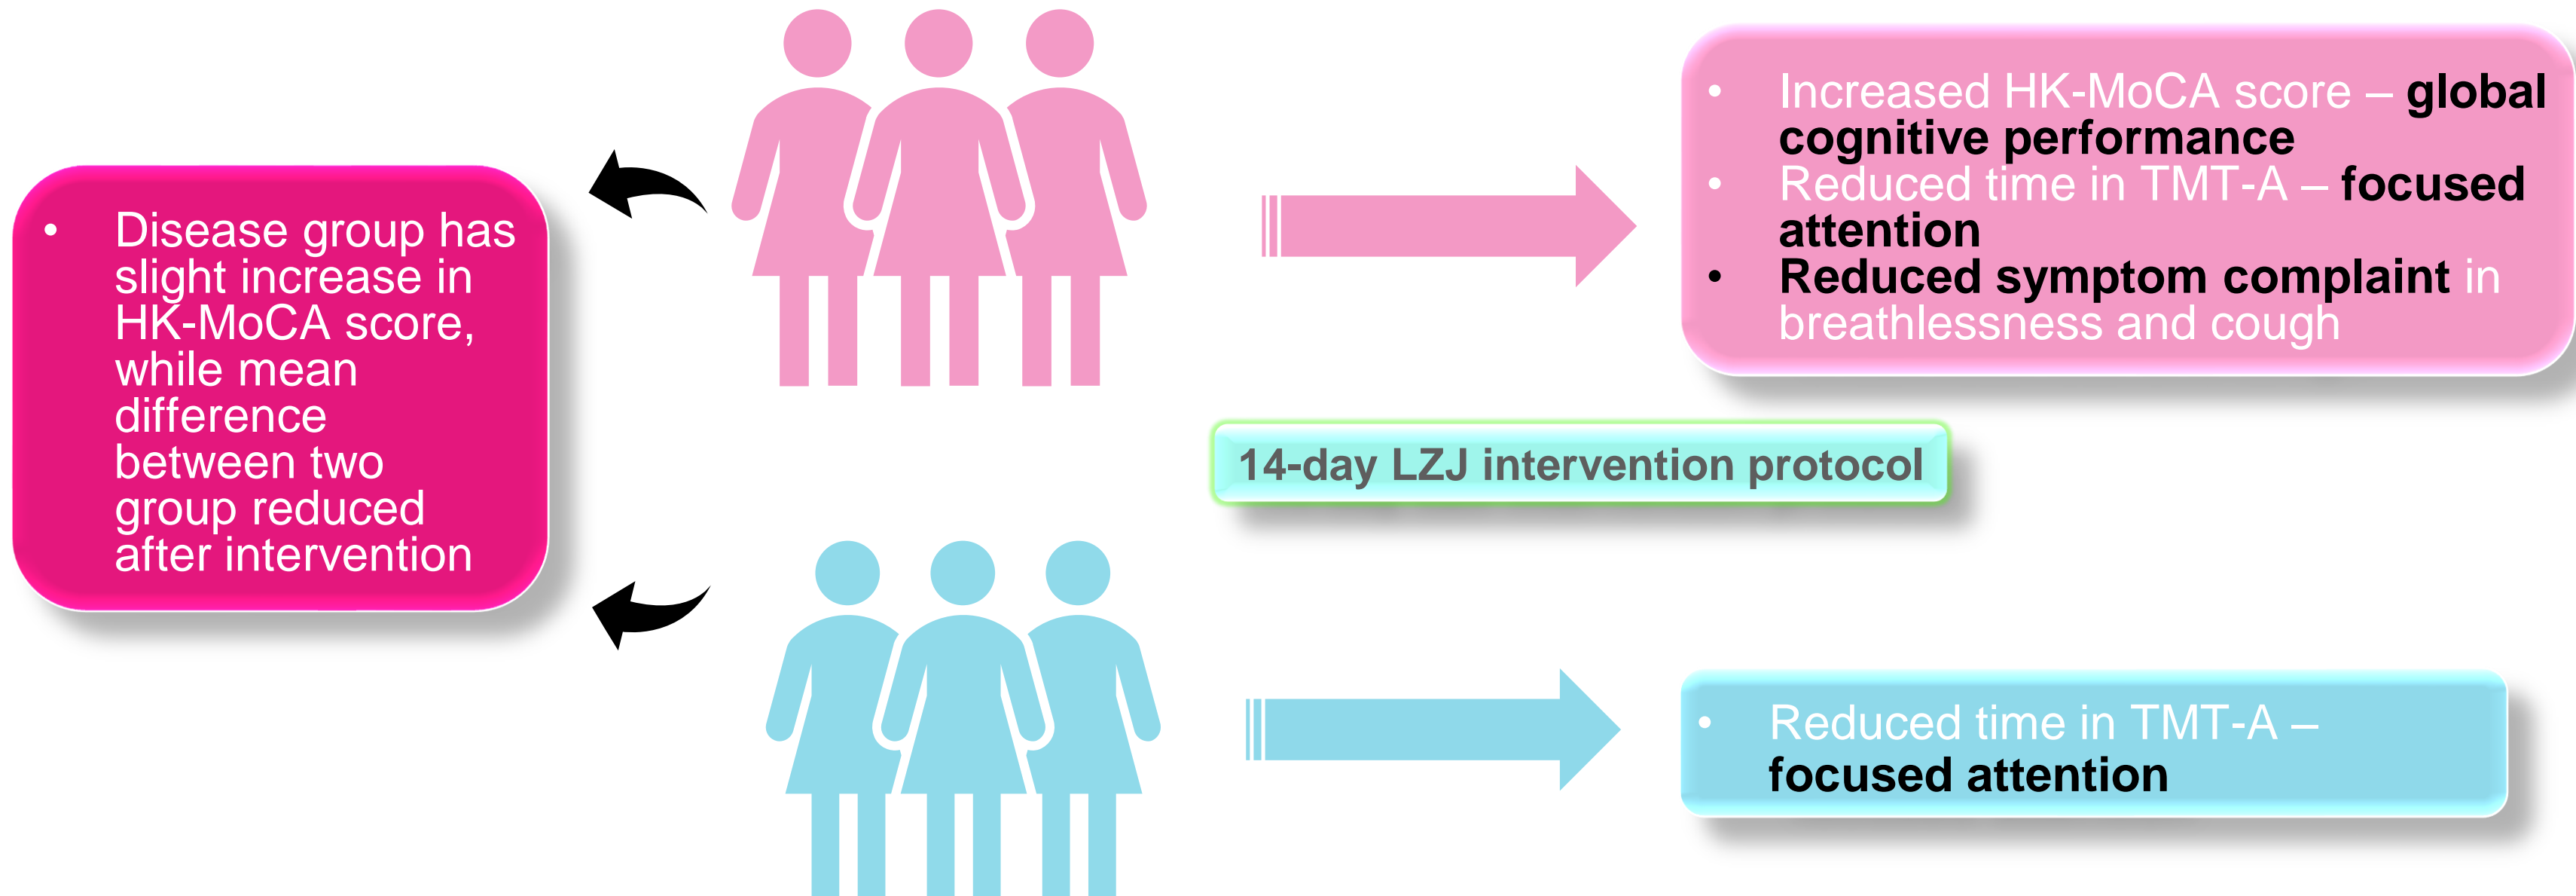 • Disease group has
slight increase in
HK-MoCA score,
while mean
difference
between two
group reduced
after intervention
• Increased HK-MoCA score – global
cognitive performance
• Reduced time in TMT-A – focused
attention
• Reduced symptom complaint in
breathlessness and cough
14-day LZJ intervention protocol
• Reduced time in TMT-A –
focused attention